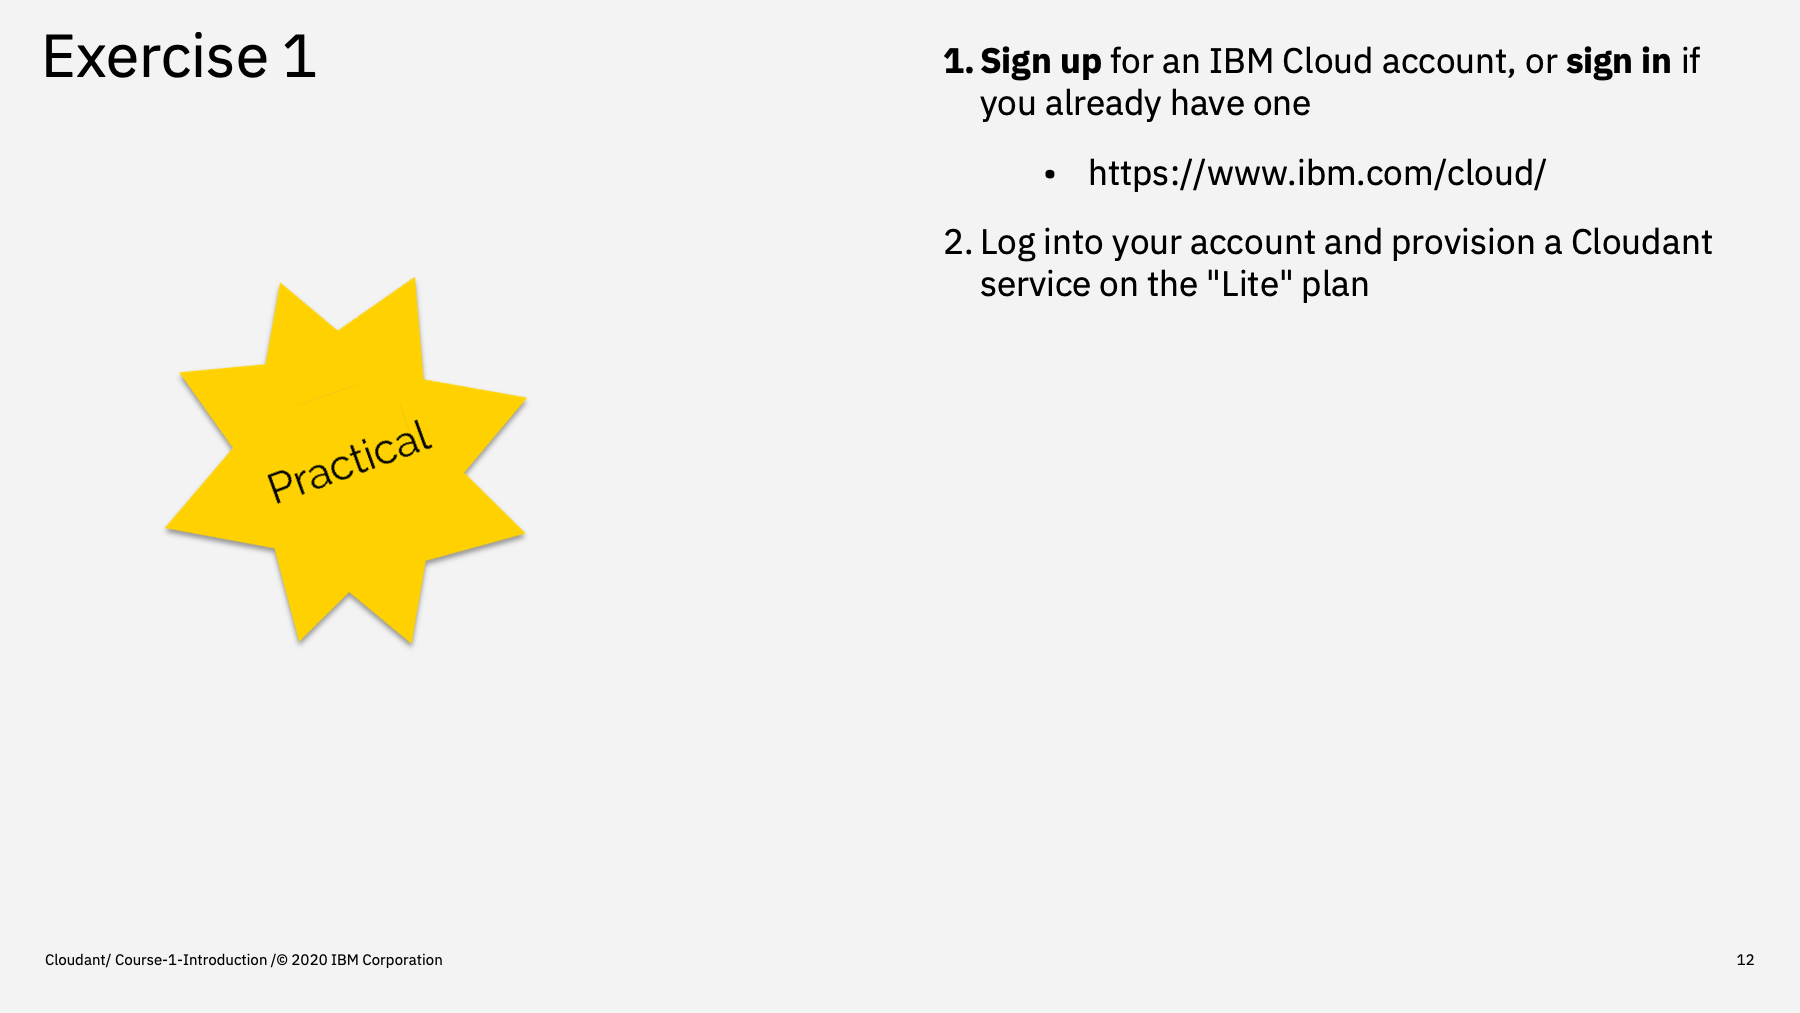 Exercise 1
1. Sign up for an IBM Cloud account, or sign in if
you already have one
• https://www.ibm.com/cloud/
2. Log into your account and provision a Cloudant
service on the "Lite" plan
Practical
Cloudant/ Course-1-Introduction /© 2020 IBM Corporation
12